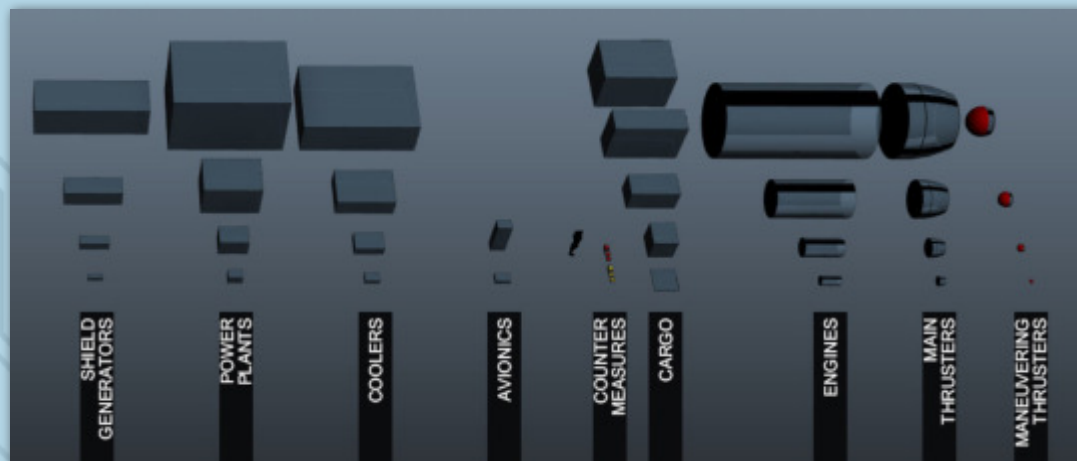 SHIELD
GENERATORS
POWER
PLANTS
COOLERS
AVIONICS
COUNTER
MEASURES
CARGO
ENGINES
MAIN
THRUSTERS
MANEUVERING
THRUSTERS